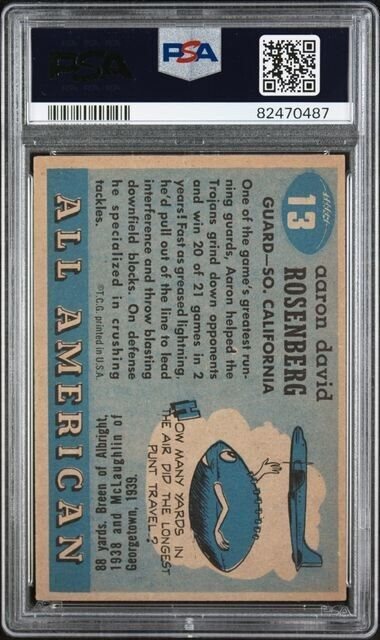 PSA
PSA
82470487
13
aaron david
ROSENBERG
GUARD—SO. CALIFORNIA
One of the game's greatest run-
ning guards, Aaron helped the
Trojans grind down opponents
and win 20 of 21 games in 2
years! Fast as greased lightning,
he'd pull out of the line to lead
interference and throw blasting
downfield blocks. On defense
he specialized in crushing
tackles.
©T.C.G. printed in U.S.A.
HOW MANY YARDS IN
THE AIR DID THE LONGEST
PUNT TRAVEL?
88 yards. Breen of Albright,
1938 and McLaughlin of
Georgetown, 1939.
ALL AMERICAN